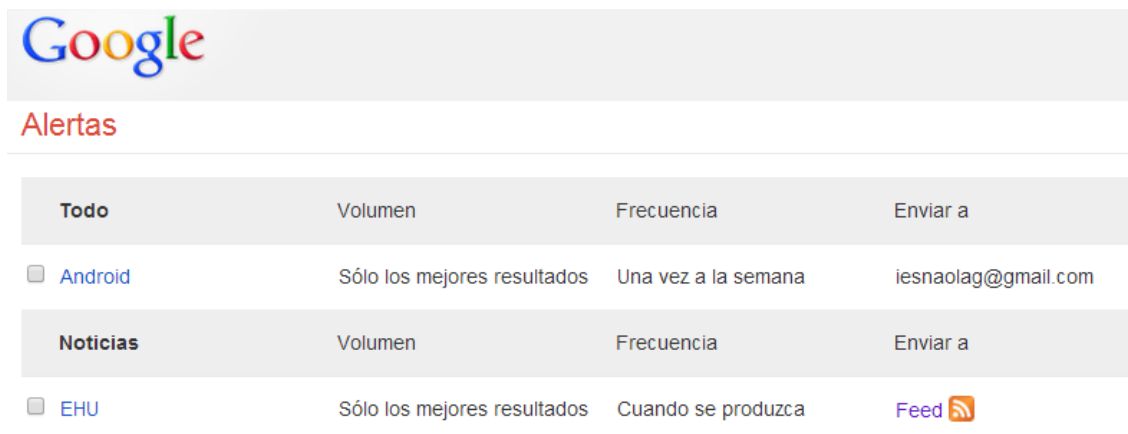 Google
Alertas
Todo Volumen Frecuencia Enviar a
Android Sólo los mejores resultados Una vez a la semana iesnaolag@gmail.com
Noticias Volumen Frecuencia Enviar a
EHU Sólo los mejores resultados Cuando se produzca Feed